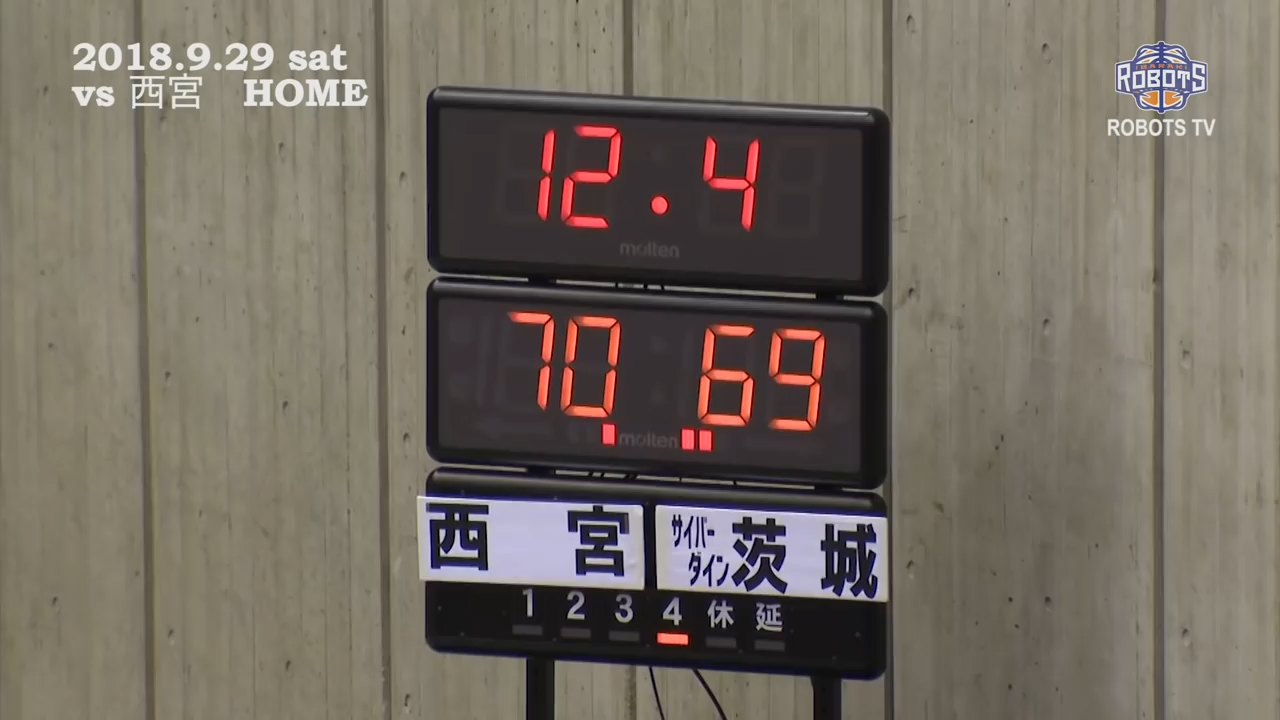 2018.9.29 sat
vs 西宮 HOME
IBARAKI
ROBOTS
ROBOTS TV
12.4
molten
70 69
molten
西宮 サイバーダイン 茨城
1 2 3 4 休 延